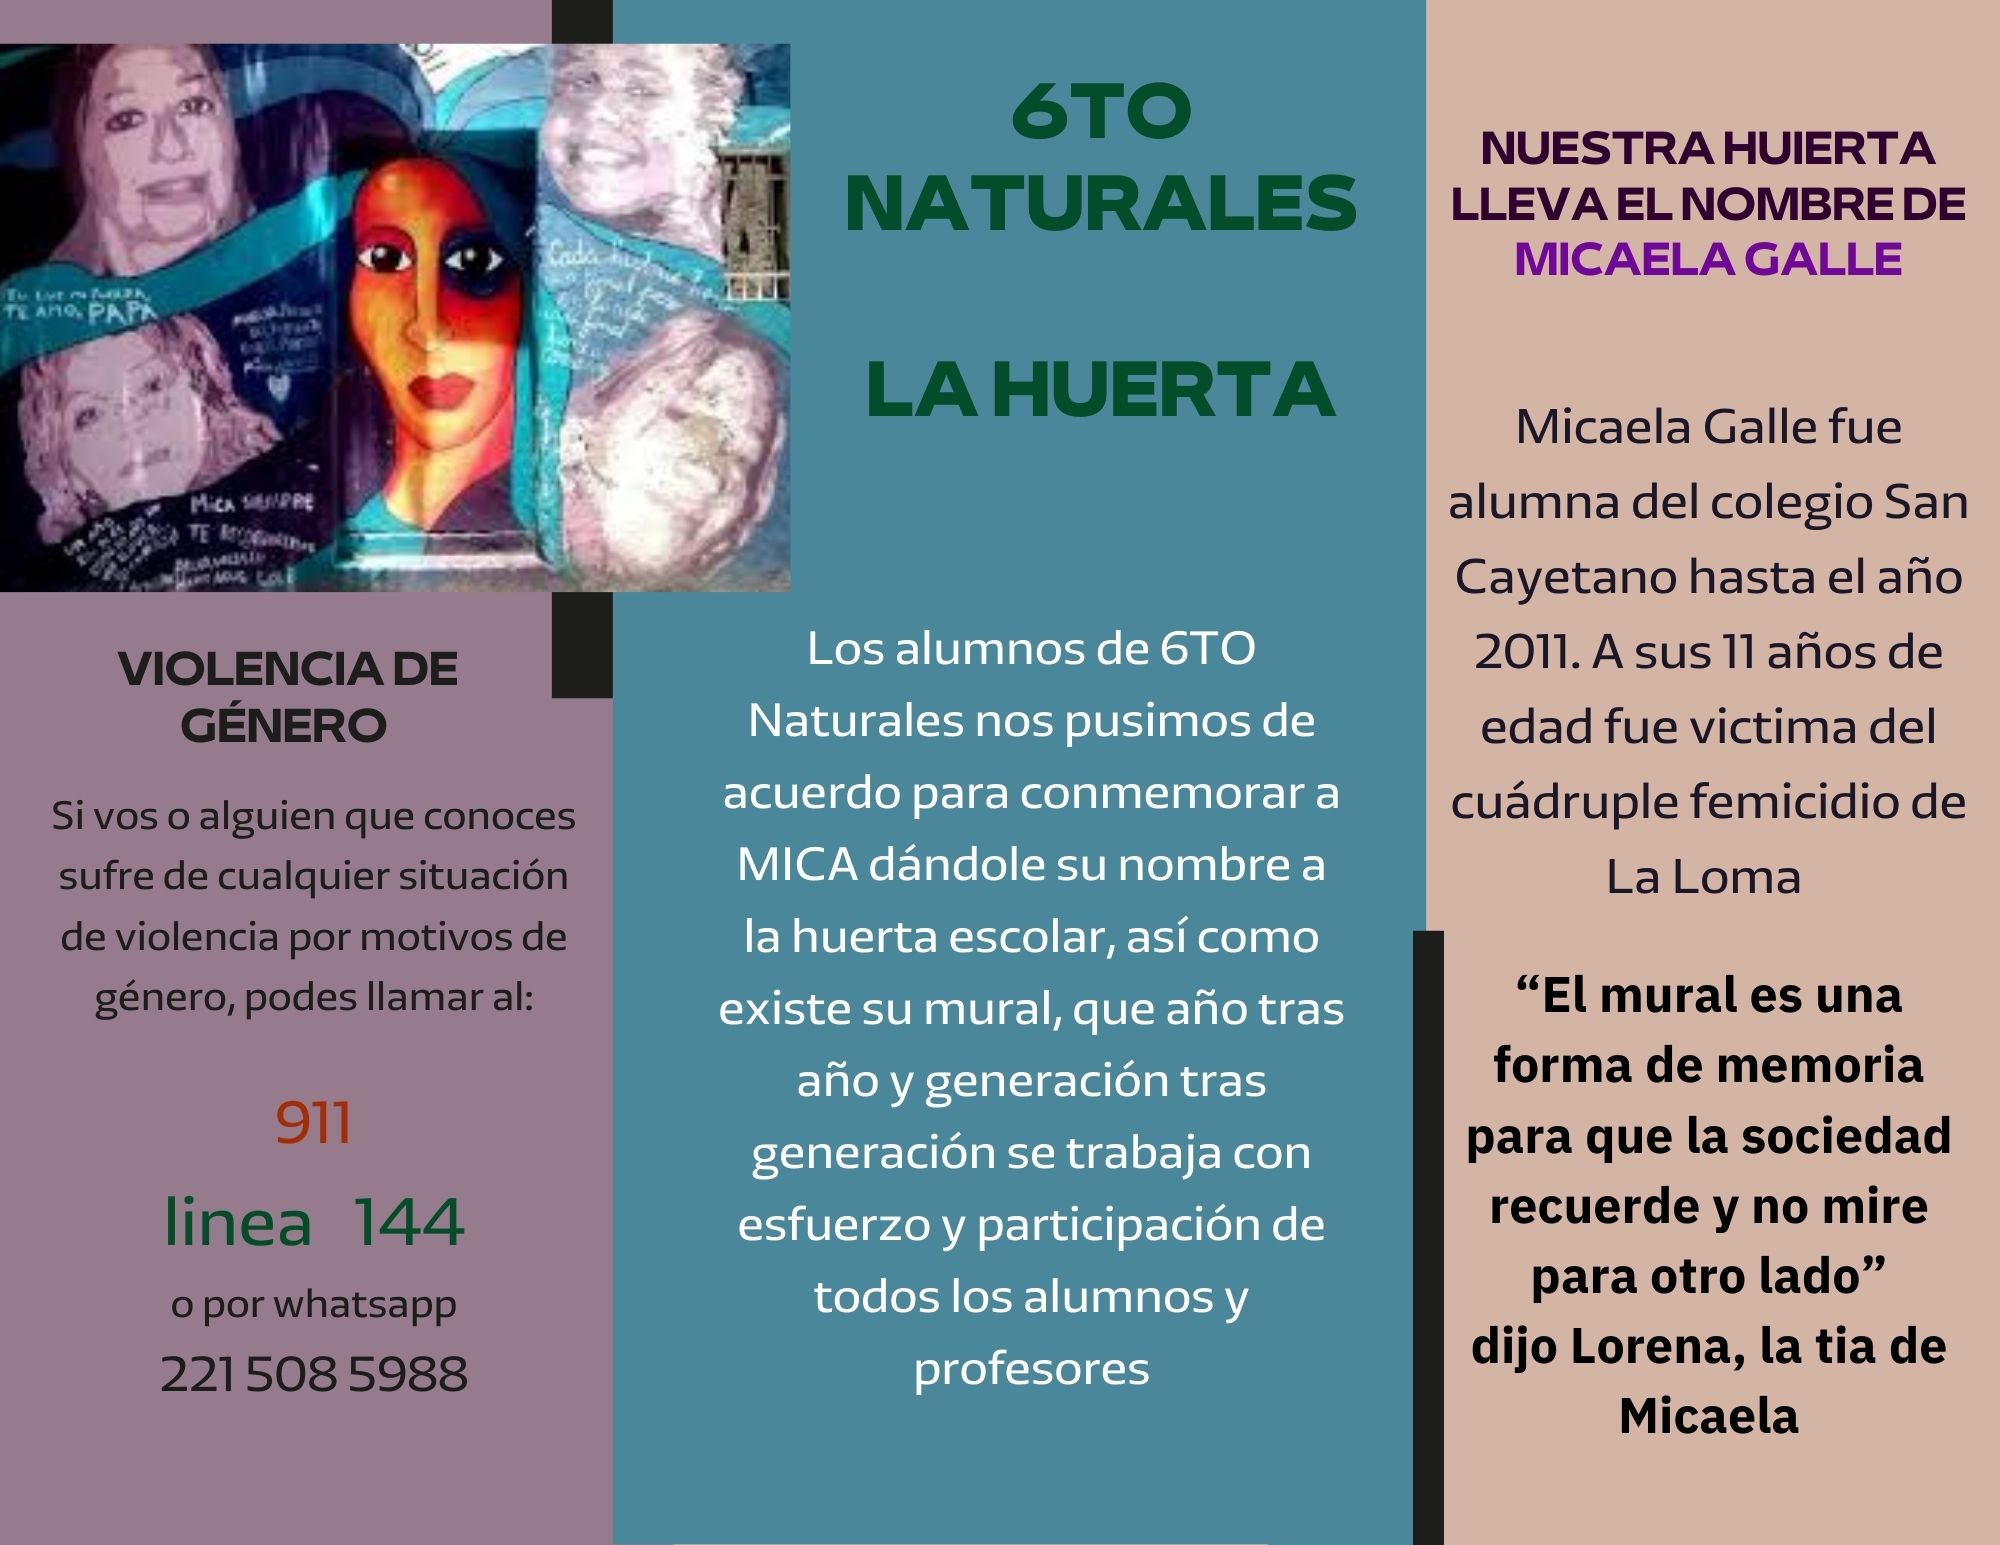 TE AMO, PAPA
Cada
Mica SIEMPRE
TE
VIOLENCIA DE
GÉNERO
Si vos o alguien que conoces
sufre de cualquier situación
de violencia por motivos de
género, podes llamar al:
911
linea 144
o por whatsapp
221 508 5988
6TO
NATURALES
LA HUERTA
Los alumnos de 6TO
Naturales nos pusimos de
acuerdo para conmemorar a
MICA dándole su nombre a
la huerta escolar, así como
existe su mural, que año tras
año y generación tras
generación se trabaja con
esfuerzo y participación de
todos los alumnos y
profesores
NUESTRA HUIERTA
LLEVA EL NOMBRE DE
MICAELA GALLE
Micaela Galle fue
alumna del colegio San
Cayetano hasta el año
2011. A sus 11 años de
edad fue victima del
cuádruple femicidio de
La Loma
“El mural es una
forma de memoria
para que la sociedad
recuerde y no mire
para otro lado”
dijo Lorena, la tia de
Micaela